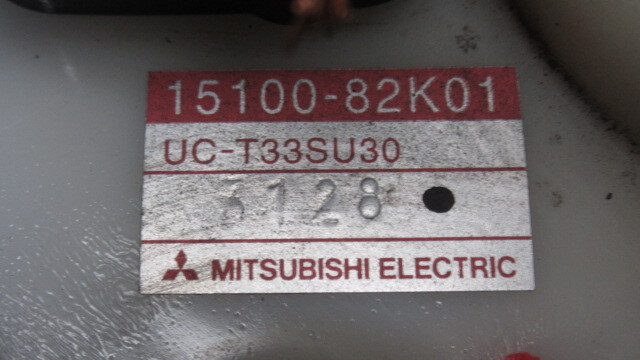 15100-82K01
UC-T33SU30
3128
MITSUBISHI ELECTRIC